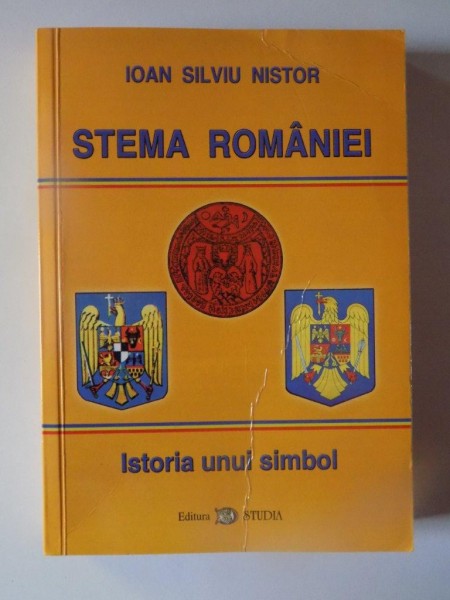 IOAN SILVIU NISTOR
STEMA ROMÂNIEI
Istoria unui simbol
Editura STUDIA